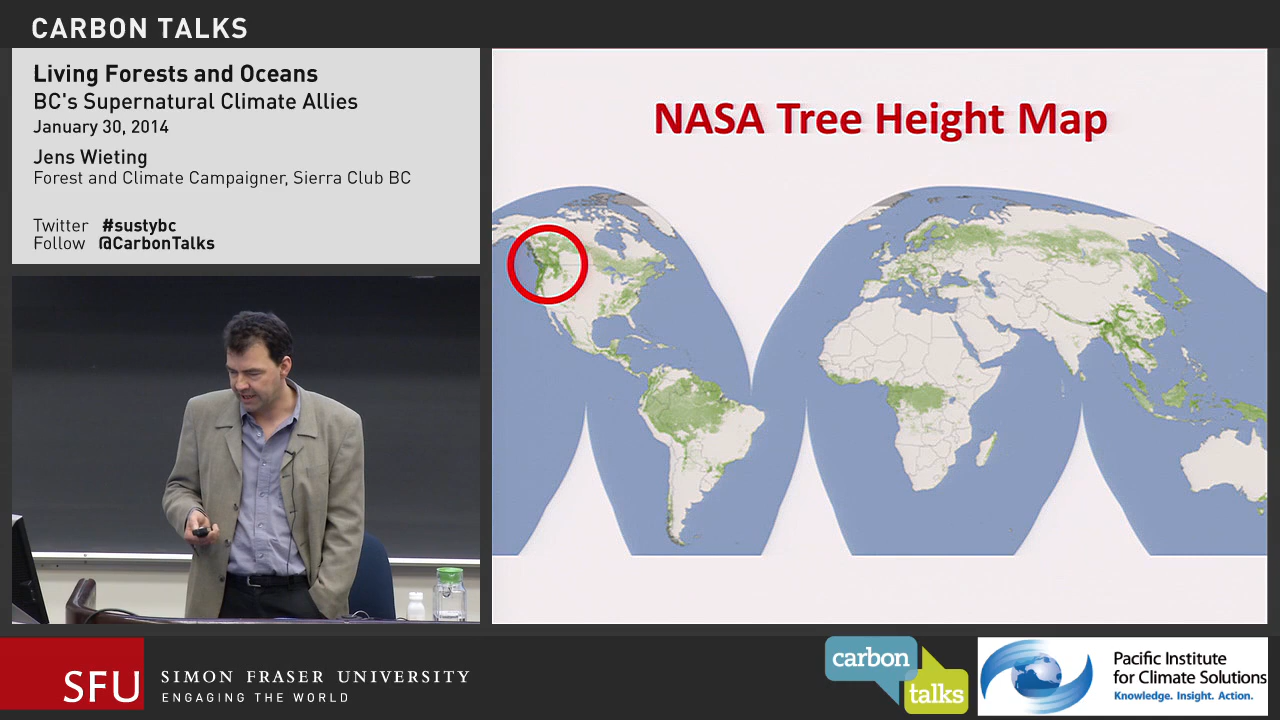 CARBON TALKS
Living Forests and Oceans
BC's Supernatural Climate Allies
January 30, 2014
Jens Wieting
Forest and Climate Campaigner, Sierra Club BC
Twitter #sustybc
Follow @CarbonTalks
NASA Tree Height Map
SFU
SIMON FRASER UNIVERSITY
ENGAGING THE WORLD
carbon
talks
Pacific Institute
for Climate Solutions
Knowledge. Insight. Action.